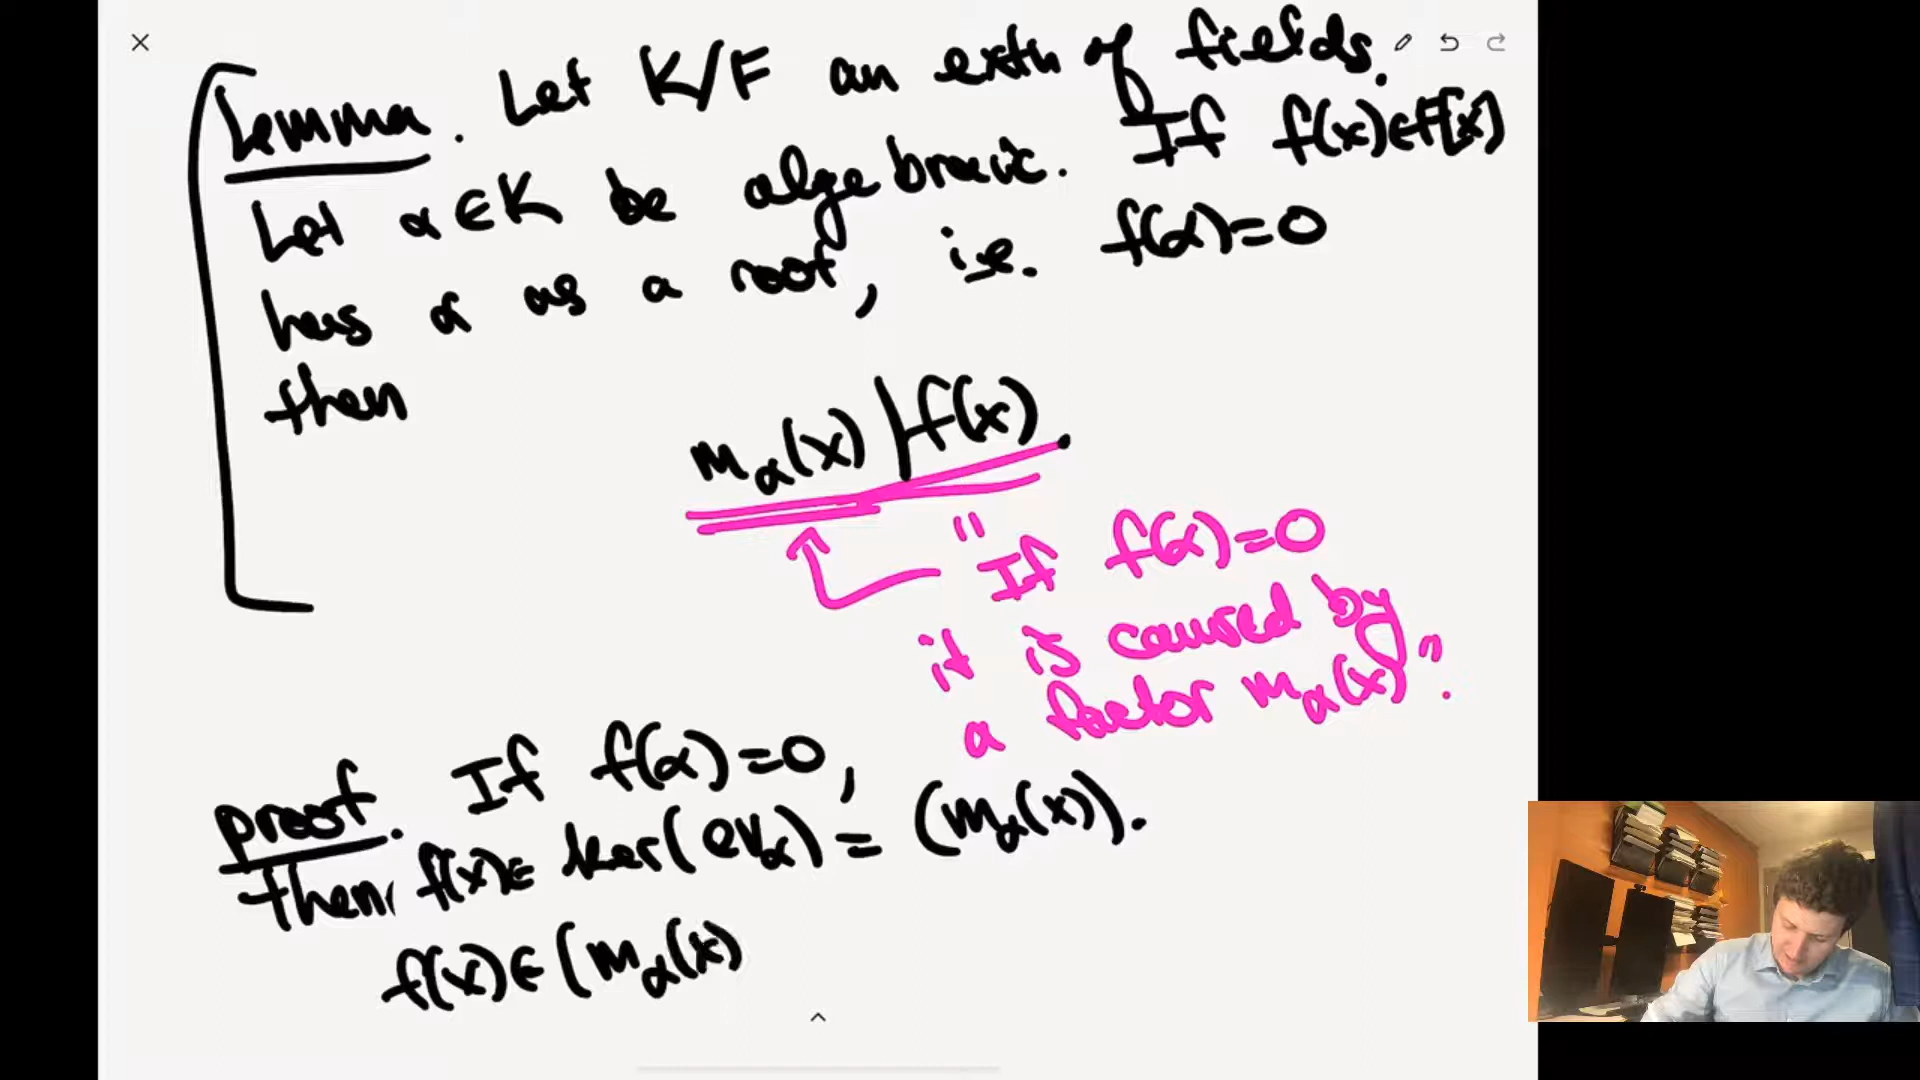 Lemma. Let K/F an extn of fields.
Let α∈K be algebraic. If f(x)∈F[x]
has α as a root, i.e. f(α)=0
then
mα(x) | f(x).
"If f(α)=0
it is caused by
a factor mα(x)".
proof. If f(α)=0,
then, f(x)∈ ker(evα) = (mα(x)).
f(x)∈ (mα(x)